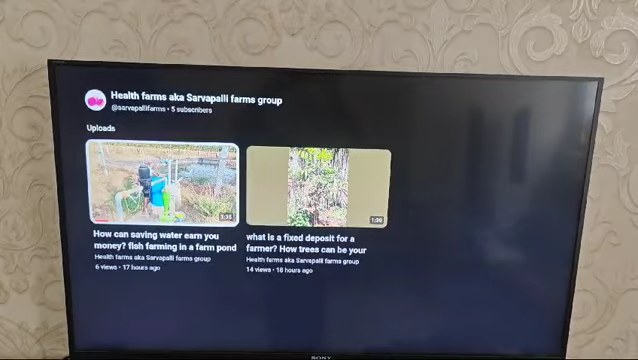 Health farms aka Sarvapalli farms group
@sarvapallifarms • 5 subscribers
Uploads
1:35
1:50
How can saving water earn you
money? fish farming in a farm pond
Health farms aka Sarvapalli farms group
6 views • 17 hours ago
what is a fixed deposit for a
farmer? How trees can be your
Health farms aka Sarvapalli farms group
14 views • 18 hours ago
SONY